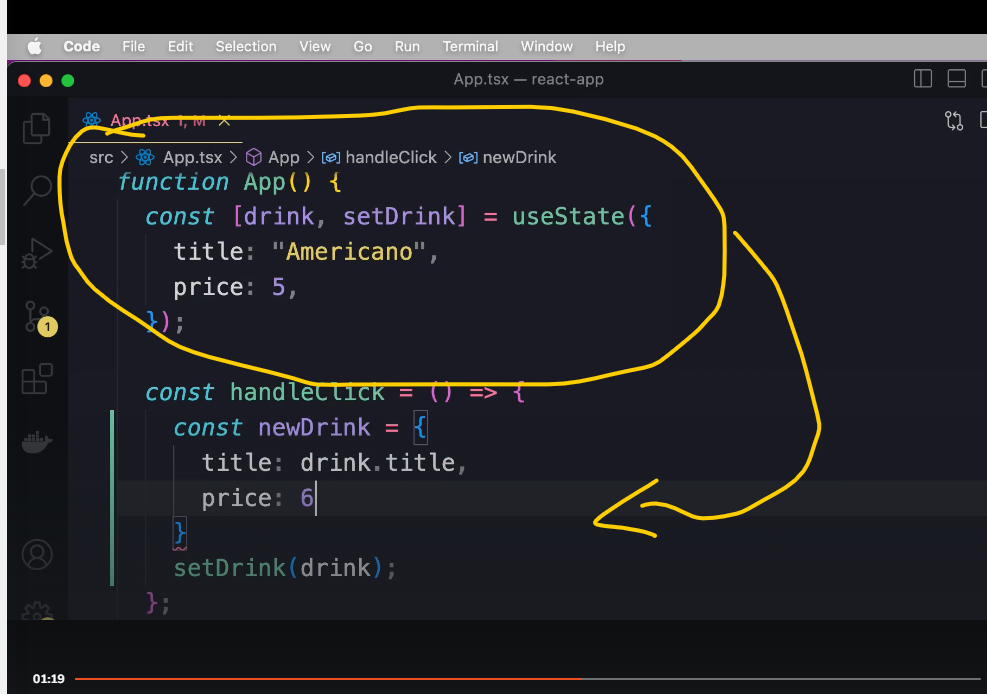 Code File Edit Selection View Go Run Terminal Window Help
App.tsx — react-app
App.tsx 1, M
src > App.tsx > App > handleClick > newDrink
function App() {
const [drink, setDrink] = useState({
title: "Americano",
price: 5,
});
const handleClick = () => {
const newDrink = {
title: drink.title,
price: 6
}
setDrink(drink);
};
1
01:19